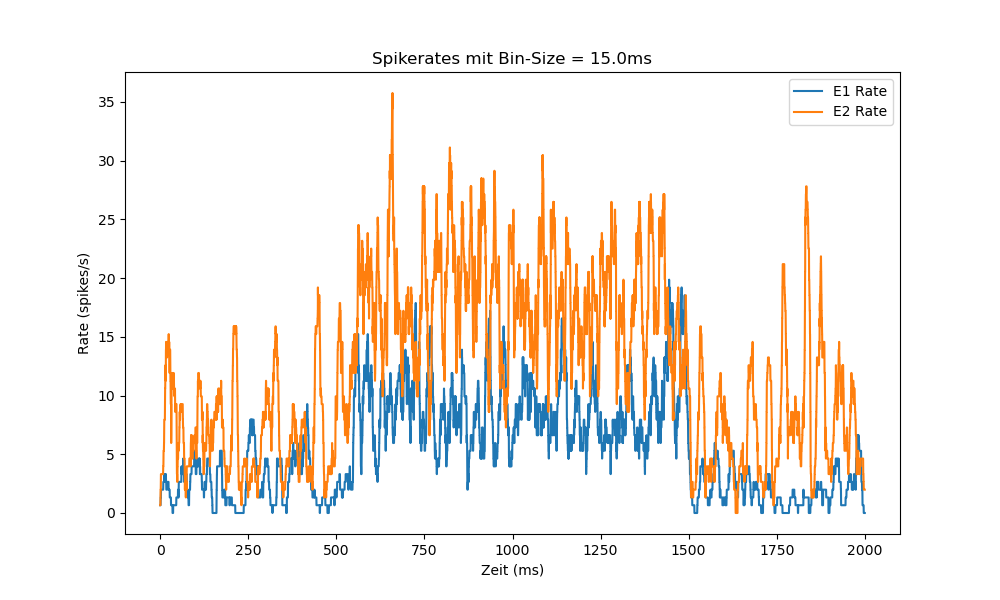 Spikerates mit Bin-Size = 15.0ms
E1 Rate
E2 Rate
Rate (spikes/s)
35
30
25
20
15
10
5
0
0 250 500 750 1000 1250 1500 1750 2000
Zeit (ms)